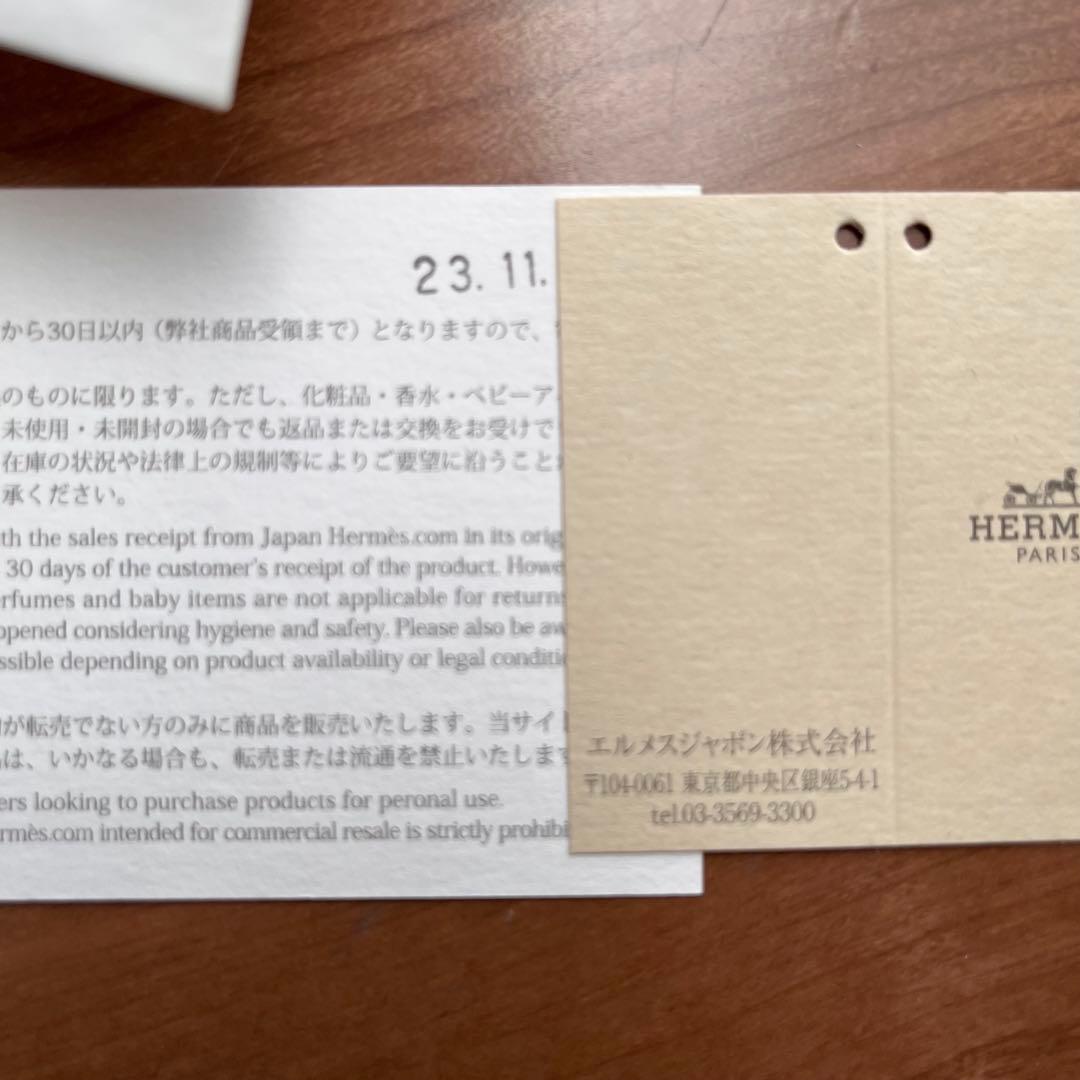 23. 11.
から30日以内（弊社商品受領まで）となりますので、
のものに限ります。ただし、化粧品・香水・ベビーア
未使用・未開封の場合でも返品または交換をお受けで
在庫の状況や法律上の規制等によりご要望に沿うこと
承ください。
th the sales receipt from Japan Hermès.com in its orig
30 days of the customer's receipt of the product. Howe
rfumes and baby items are not applicable for returns
opened considering hygiene and safety. Please also be aw
ssible depending on product availability or legal conditi
が転売でない方のみに商品を販売いたします。当サイ
は、いかなる場合も、転売または流通を禁止いたします
ers looking to purchase products for peronal use.
rmès.com intended for commercial resale is strictly prohibi
HERM
PARIS
エルメスジャポン株式会社
〒104-0061 東京都中央区銀座5-4-1
tel.03-3569-3300